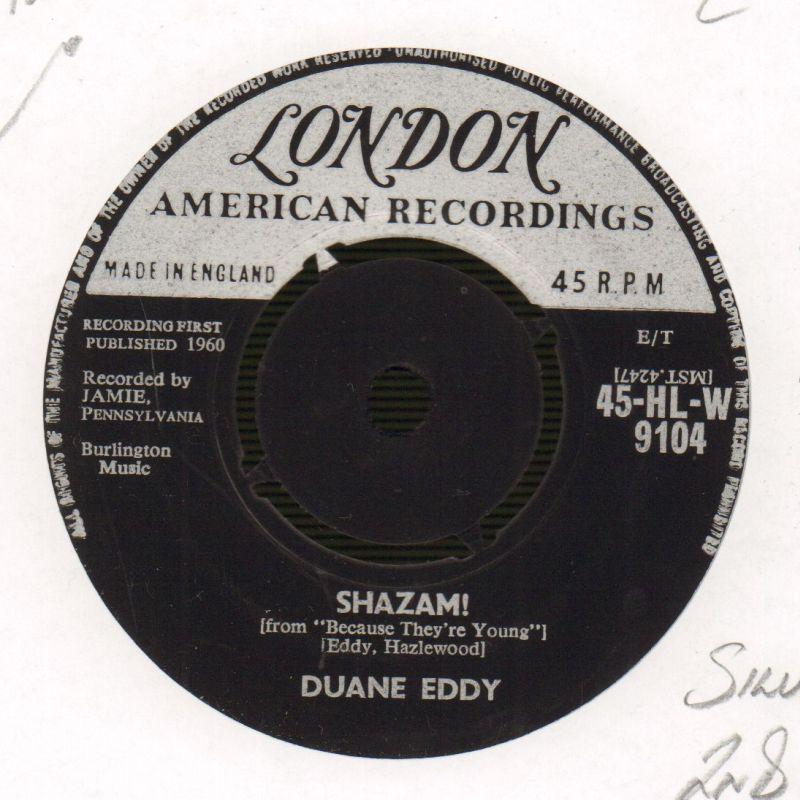 ALL RIGHTS OF THE MANUFACTURER AND OF THE OWNER OF THE RECORDED WORK RESERVED · UNAUTHORISED PUBLIC PERFORMANCE BROADCASTING AND COPYING OF THIS RECORD PROHIBITED
LONDON
AMERICAN RECORDINGS
MADE IN ENGLAND
45 R.P.M
RECORDING FIRST
PUBLISHED 1960
E/T
Recorded by
JAMIE,
PENNSYLVANIA
[MST.4247]
45-HL-W
9104
Burlington
Music
SHAZAM!
[from "Because They're Young"]
[Eddy, Hazlewood]
DUANE EDDY